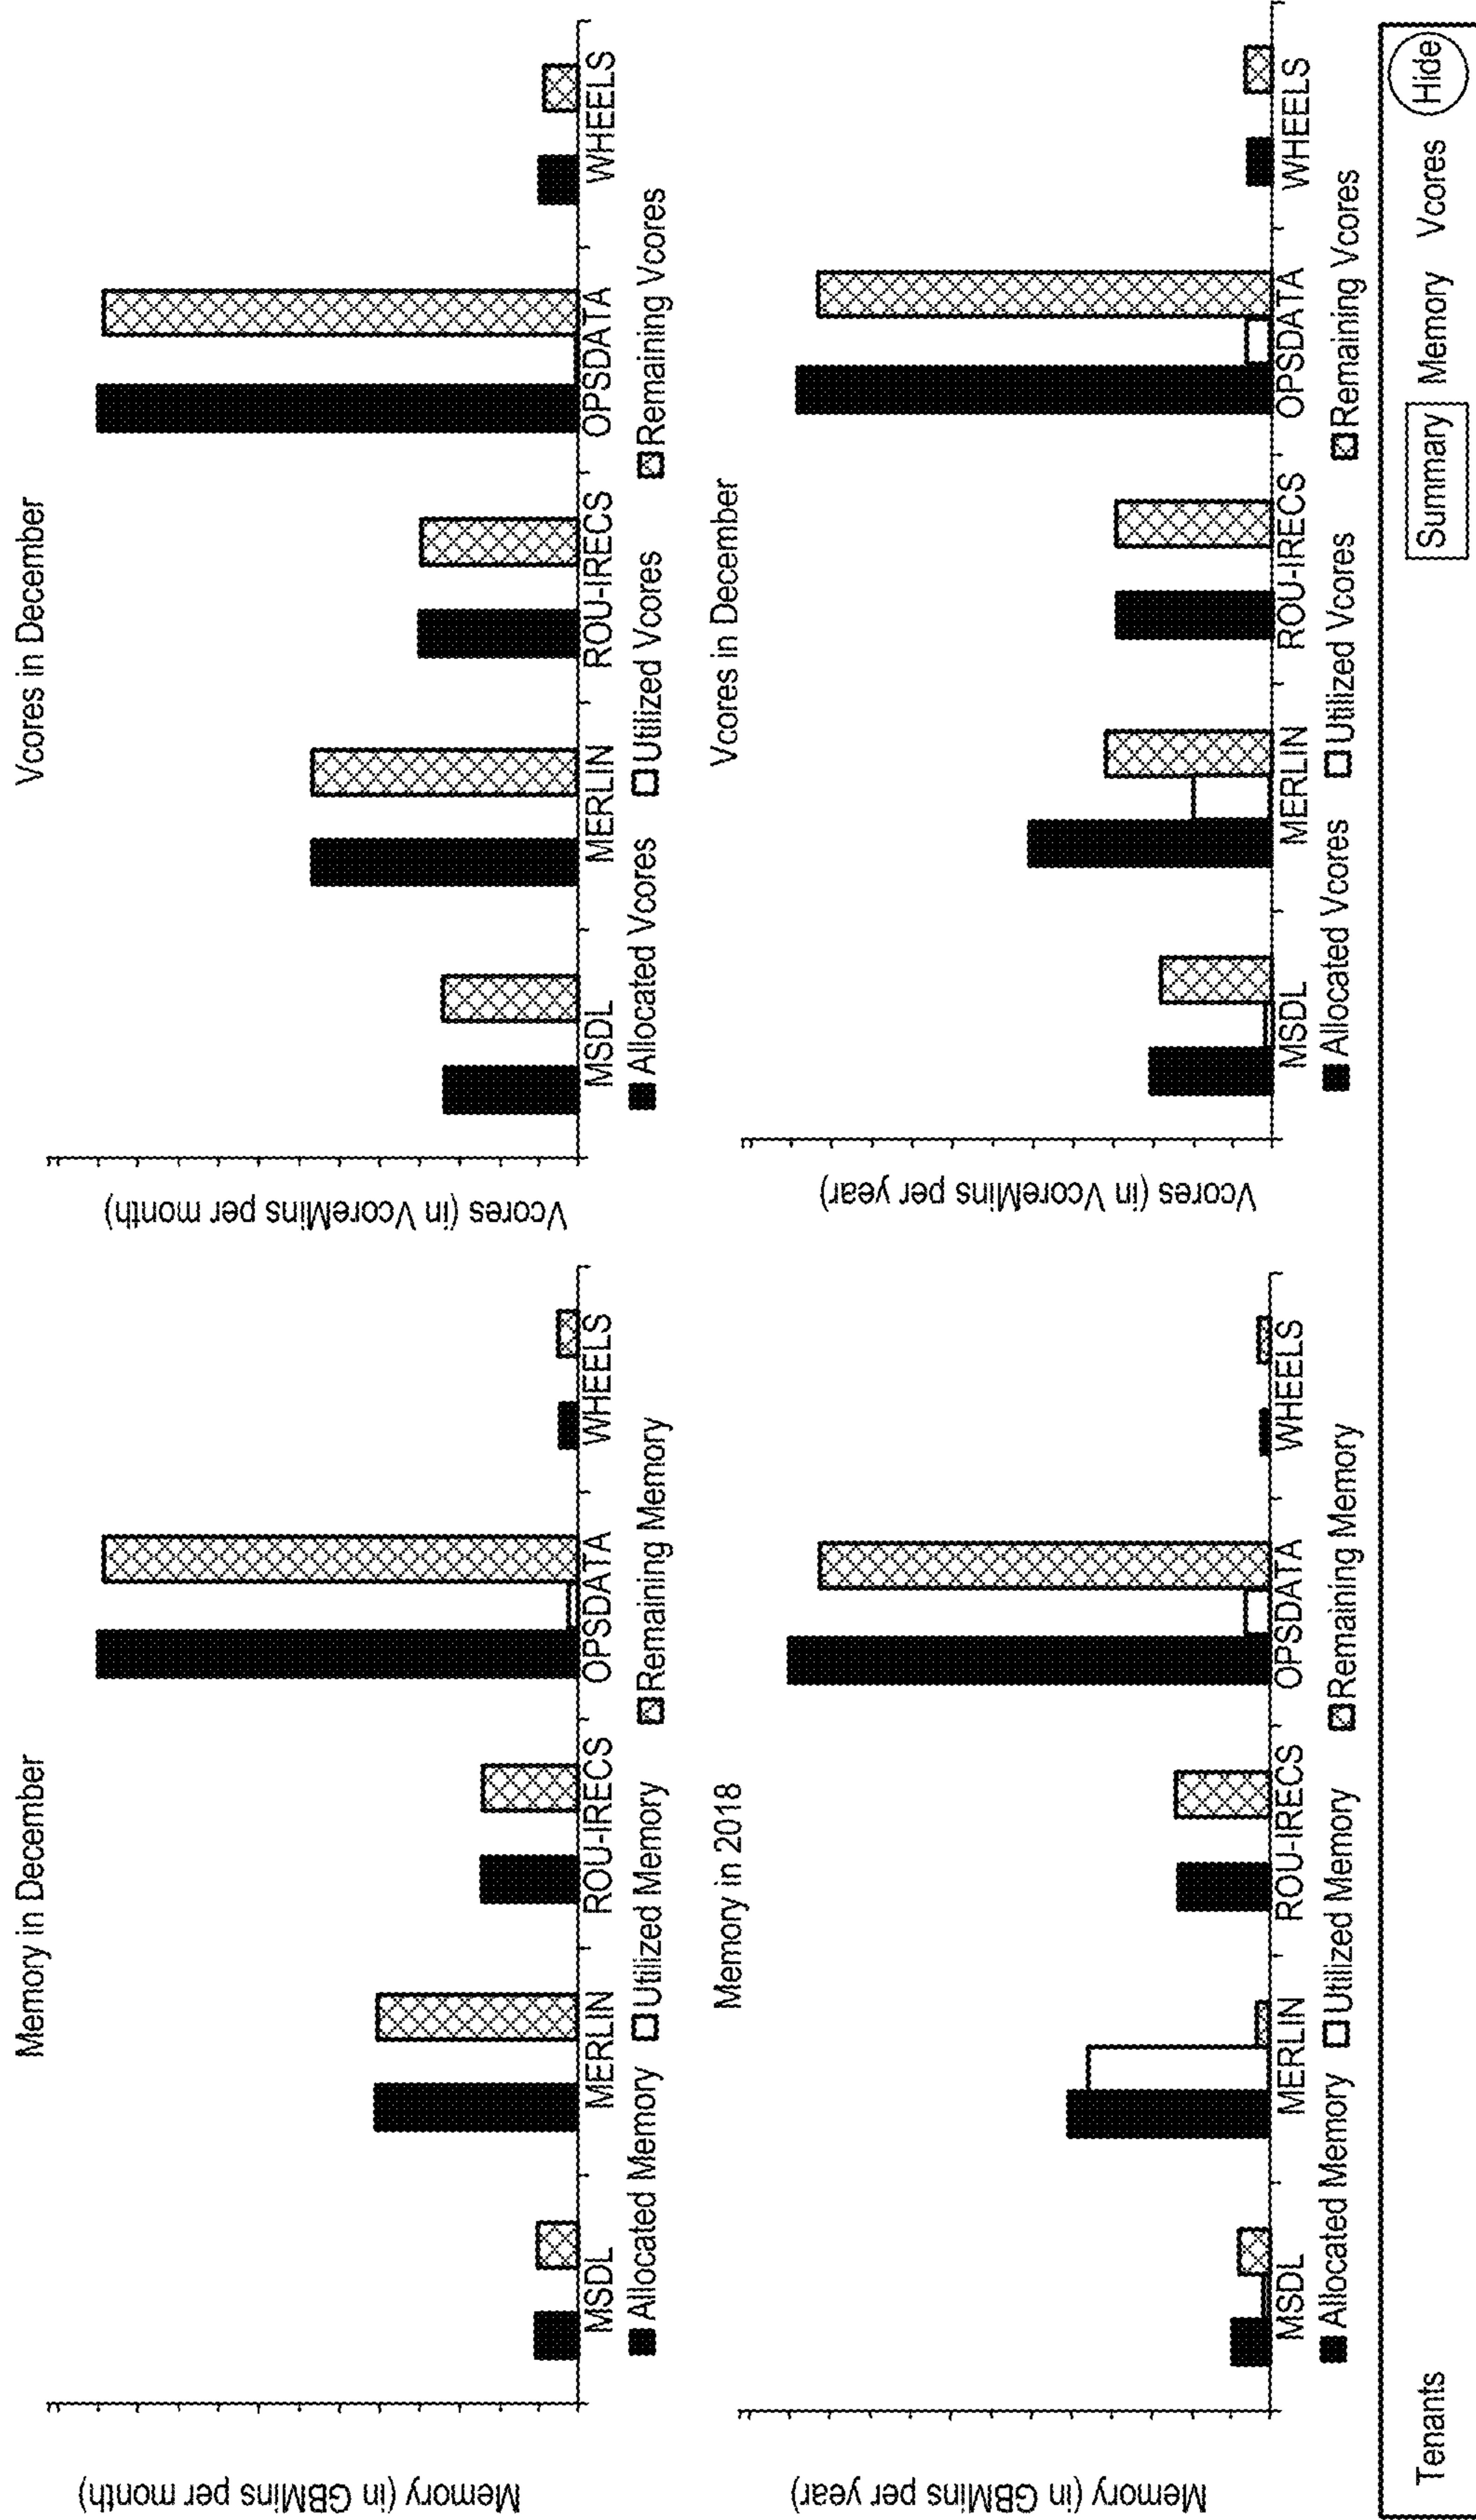 Memory in December
Memory (in GBMins per month)
MSDL MERLIN ROU-IRECS OPSDATA WHEELS
Allocated Memory Utilized Memory Remaining Memory
Vcores in December
Vcores (in VcoreMins per month)
MSDL MERLIN ROU-IRECS OPSDATA WHEELS
Allocated Vcores Utilized Vcores Remaining Vcores
Memory in 2018
Memory (in GBMins per year)
MSDL MERLIN ROU-IRECS OPSDATA WHEELS
Allocated Memory Utilized Memory Remaining Memory
Vcores in December
Vcores (in VcoreMins per year)
MSDL MERLIN ROU-IRECS OPSDATA WHEELS
Allocated Vcores Utilized Vcores Remaining Vcores
Tenants Summary Memory Vcores Hide